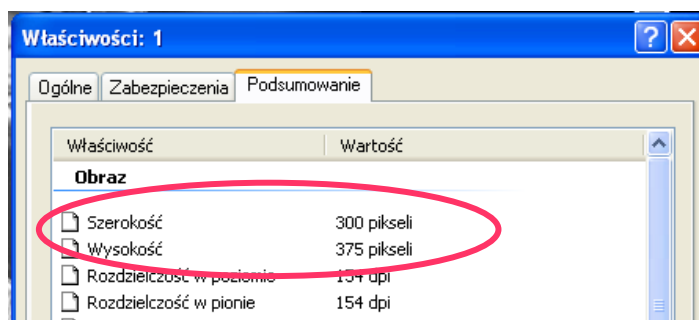 Właściwości: 1
Ogólne Zabezpieczenia Podsumowanie
Właściwość Wartość
Obraz
Szerokość 300 pikseli
Wysokość 375 pikseli
Rozdzielczość w poziomie 154 dpi
Rozdzielczość w pionie 154 dpi